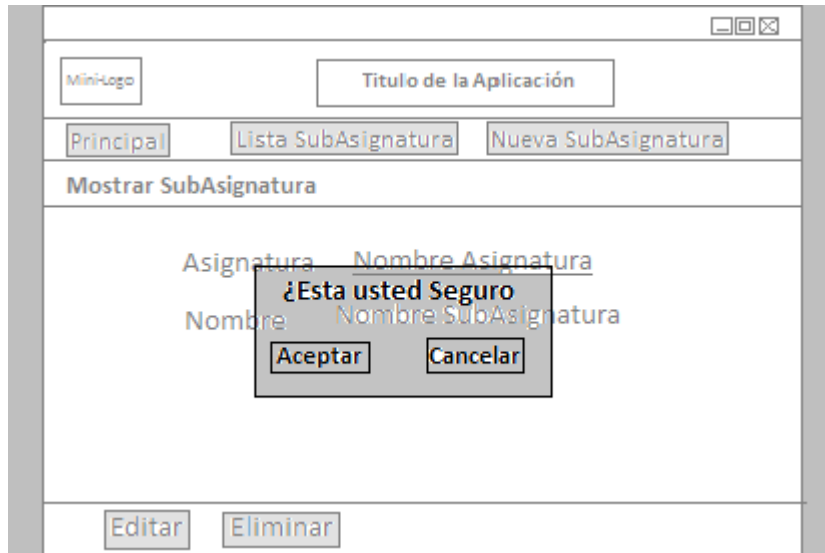 Mini-Logo
Titulo de la Aplicación
Principal
Lista SubAsignatura
Nueva SubAsignatura
Mostrar SubAsignatura
Asignatura Nombre Asignatura
¿Esta usted Seguro
Nombre Nombre SubAsignatura
Aceptar Cancelar
Editar Eliminar